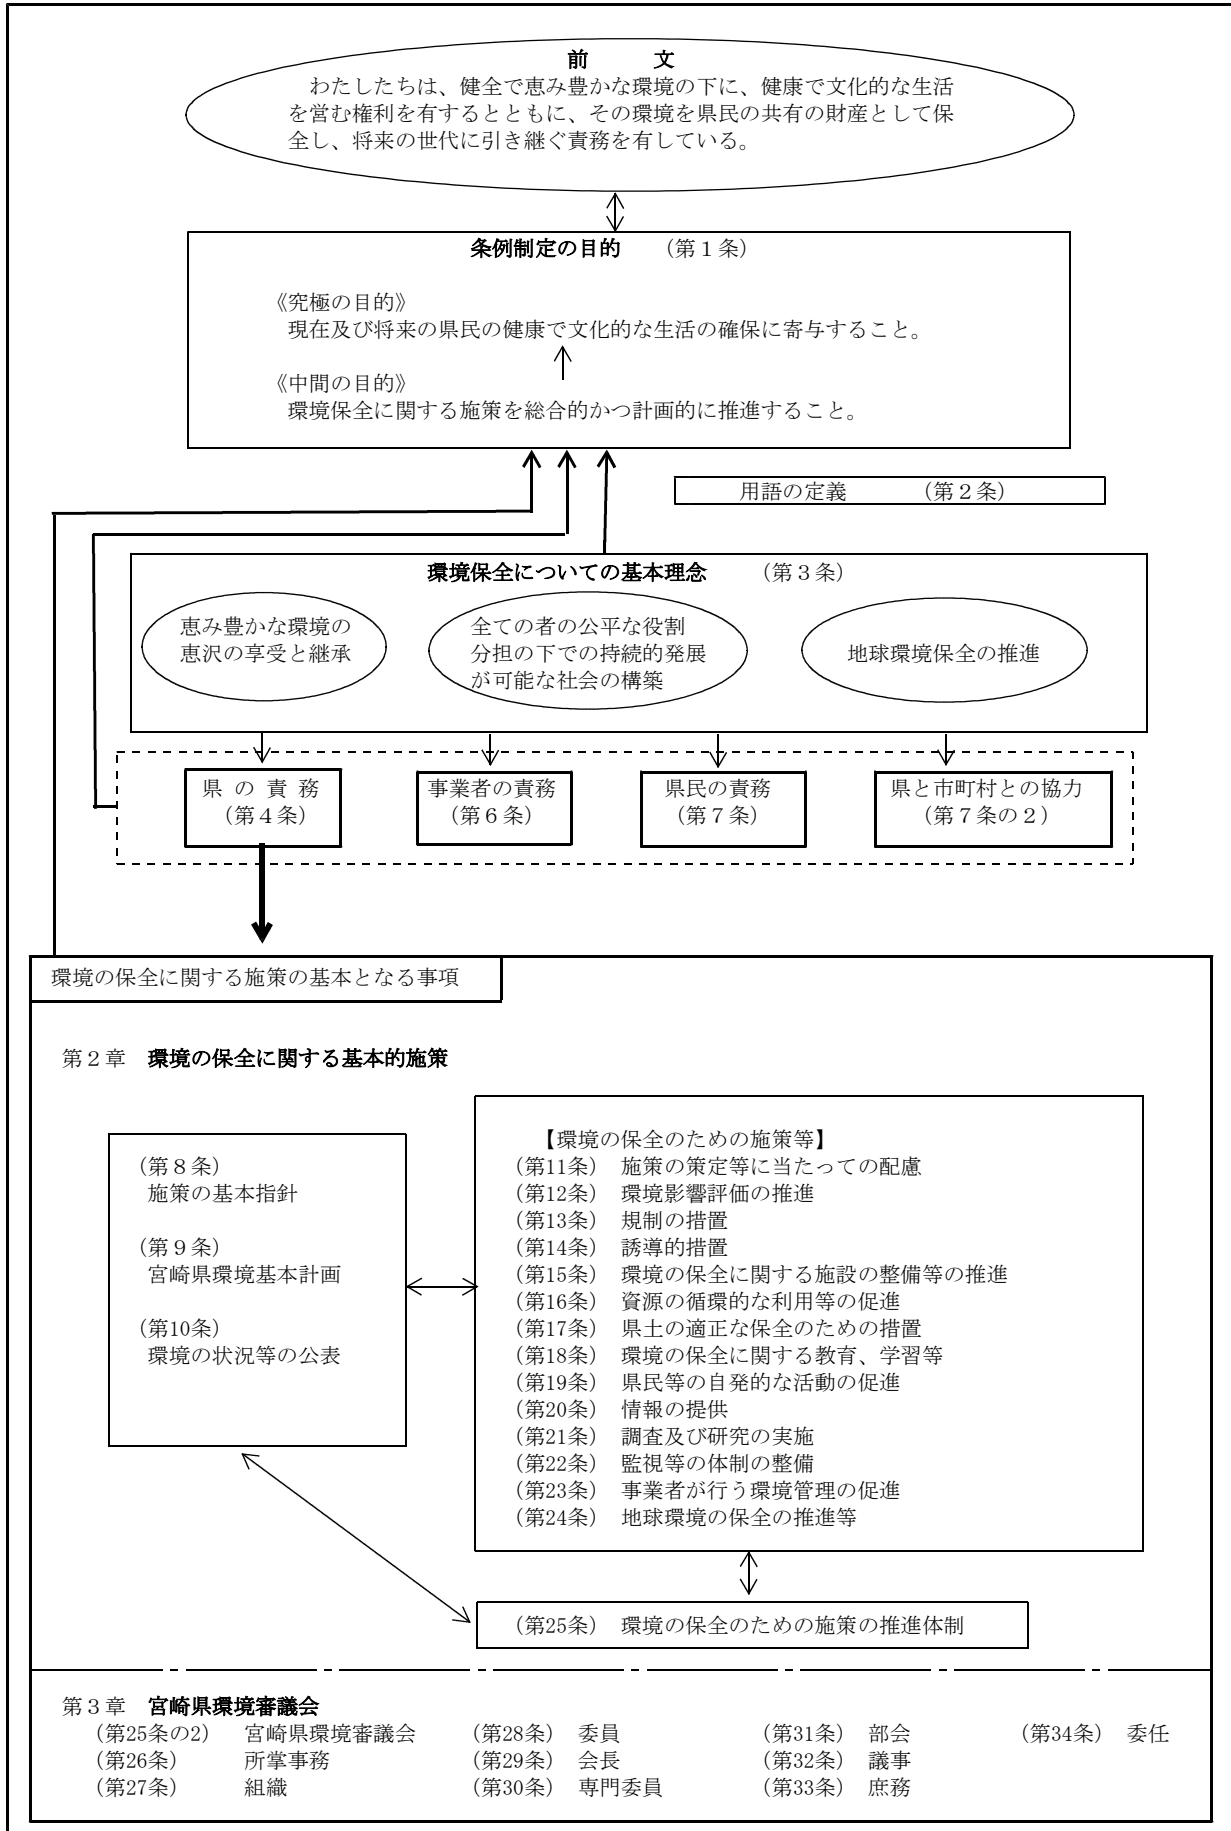 前　　文
わたしたちは、健全で恵み豊かな環境の下に、健康で文化的な生活
を営む権利を有するとともに、その環境を県民の共有の財産として保
全し、将来の世代に引き継ぐ責務を有している。
条例制定の目的　（第１条）
《究極の目的》
現在及び将来の県民の健康で文化的な生活の確保に寄与すること。
《中間の目的》
環境保全に関する施策を総合的かつ計画的に推進すること。
用語の定義　（第２条）
環境保全についての基本理念　（第３条）
恵み豊かな環境の
恵沢の享受と継承
全ての者の公平な役割
分担の下での持続的発展
が可能な社会の構築
地球環境保全の推進
県の責務
（第４条）
事業者の責務
（第６条）
県民の責務
（第７条）
県と市町村との協力
（第７条の２）
環境の保全に関する施策の基本となる事項
第２章　環境の保全に関する基本的施策
（第８条）
施策の基本指針
（第９条）
宮崎県環境基本計画
（第10条）
環境の状況等の公表
【環境の保全のための施策等】
（第11条）　施策の策定等に当たっての配慮
（第12条）　環境影響評価の推進
（第13条）　規制の措置
（第14条）　誘導的措置
（第15条）　環境の保全に関する施設の整備等の推進
（第16条）　資源の循環的な利用等の促進
（第17条）　県土の適正な保全のための措置
（第18条）　環境の保全に関する教育、学習等
（第19条）　県民等の自発的な活動の促進
（第20条）　情報の提供
（第21条）　調査及び研究の実施
（第22条）　監視等の体制の整備
（第23条）　事業者が行う環境管理の促進
（第24条）　地球環境の保全の推進等
（第25条）　環境の保全のための施策の推進体制
第３章　宮崎県環境審議会
（第25条の2）　宮崎県環境審議会　（第28条）　委員　（第31条）　部会　（第34条）　委任
（第26条）　所掌事務　（第29条）　会長　（第32条）　議事
（第27条）　組織　（第30条）　専門委員　（第33条）　庶務